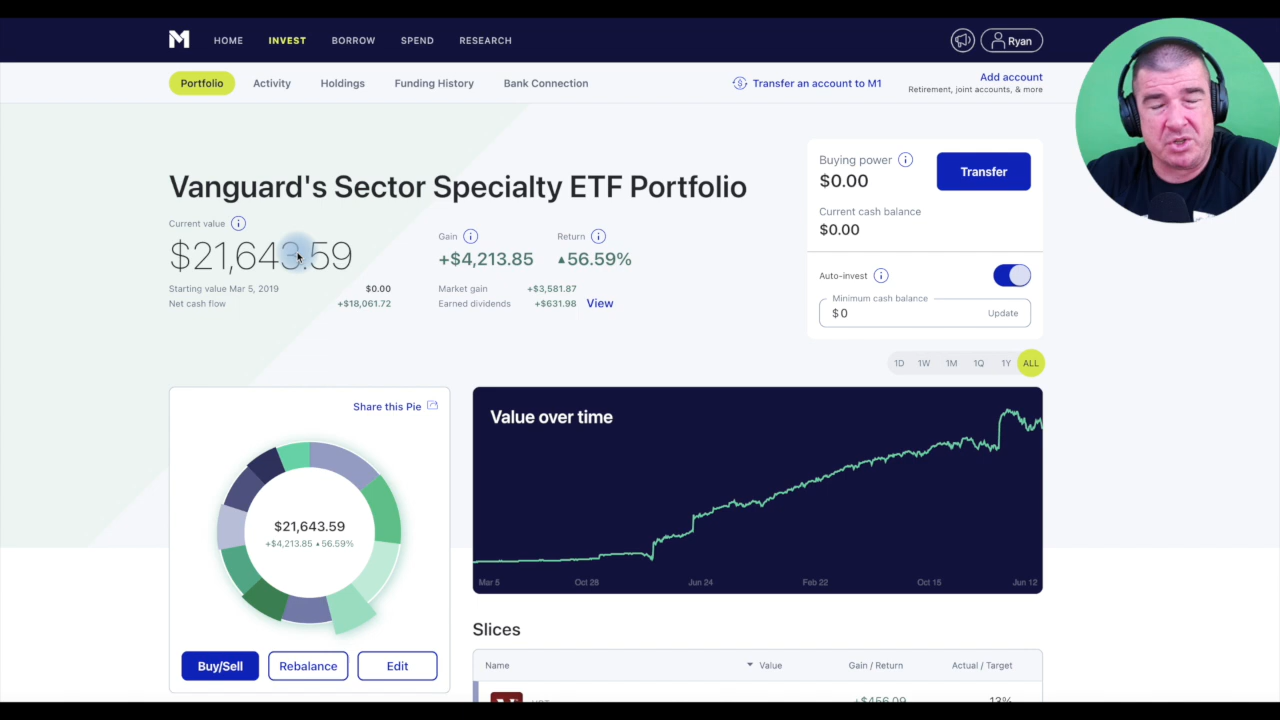 M HOME INVEST BORROW SPEND RESEARCH Ryan
Portfolio Activity Holdings Funding History Bank Connection Transfer an account to M1 Add account
Retirement, joint accounts, & more
Vanguard's Sector Specialty ETF Portfolio
Current value
$21,643.59
Starting value Mar 5, 2019 $0.00
Net cash flow +$18,061.72
Gain Return
+$4,213.85 ▲56.59%
Market gain +$3,581.87
Earned dividends +$631.98 View
Buying power
$0.00
Transfer
Current cash balance
$0.00
Auto-invest
Minimum cash balance
$0 Update
1D 1W 1M 1Q 1Y ALL
Share this Pie
$21,643.59
+$4,213.85 ▲56.59%
Buy/Sell Rebalance Edit
Value over time
Mar 5 Oct 28 Jun 24 Feb 22 Oct 15 Jun 12
Slices
Name Value Gain / Return Actual / Target
+$456.09 13%